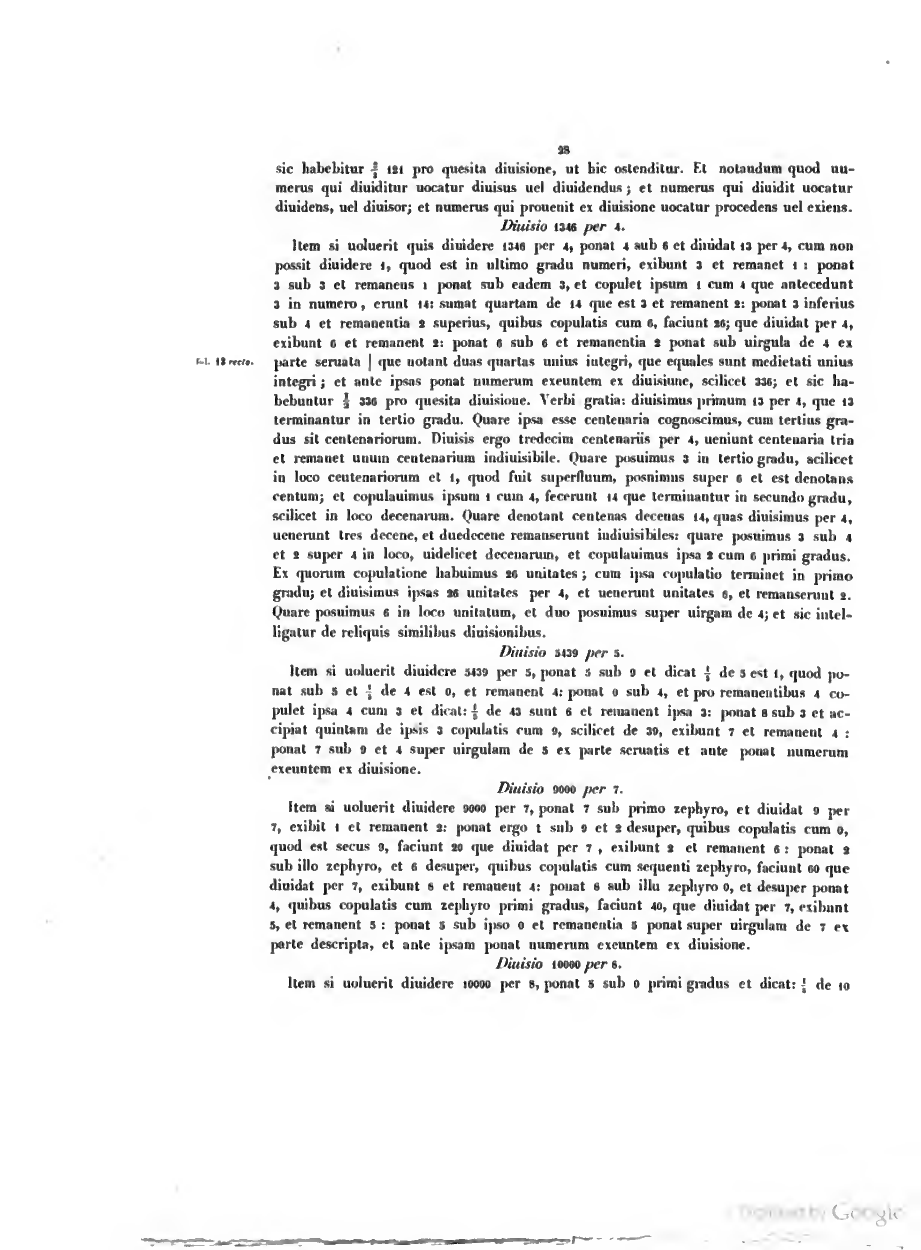 28
sic habebitur 2/3 121 pro quesita diuisione, ut hic ostenditur. Et notandum quod nu-
merus qui diuiditur uocatur diuisus uel diuidendus; et numerus qui diuidit uocatur
diuidens, uel diuisor; et numerus qui prouenit ex diuisione uocatur procedens uel exiens.
Diuisio 1346 per 4.
Item si uoluerit quis diuidere 1346 per 4, ponat 4 sub 6 et diuidat 13 per 4, cum non
possit diuidere 1, quod est in ultimo gradu numeri, exibunt 3 et remanet 1 : ponat
3 sub 3 et remanens 1 ponat sub eadem 3, et copulet ipsum 1 cum 4 que antecedunt
3 in numero, erunt 14: sumat quartam de 14 que est 3 et remanent 2: ponat 3 inferius
sub 4 et remanentia 2 superius, quibus copulatis cum 6, faciunt 26; que diuidat per 4,
exibunt 6 et remanent 2: ponat 6 sub 6 et remanentia 2 ponat sub uirgula de 4 ex
Fol. 13 recto.
parte seruata | que notant duas quartas unius integri, que equales sunt medietati unius
integri; et ante ipsas ponat numerum exeuntem ex diuisiune, scilicet 336; et sic ha-
bebuntur 1/2 336 pro quesita diuisione. Verbi gratia: diuisimus primum 13 per 4, que 13
terminantur in tertio gradu. Quare ipsa esse centenaria cognoscimus, cum tertius gra-
dus sit centenariorum. Diuisis ergo tredecim centenariis per 4, ueniunt centenaria tria
et remanet unum centenarium indiuisibile. Quare posuimus 3 in tertio gradu, scilicet
in loco centenariorum et 1, quod fuit superfluum, posuimus super 6 et est denotans
centum; et copulauimus ipsum 1 cum 4, fecerunt 14 que terminantur in secundo gradu,
scilicet in loco decenarum. Quare denotant centenas decenas 14, quas diuisimus per 4,
uenerunt tres decene, et duedecene remanserunt indiuisibiles: quare posuimus 3 sub 4
et 2 super 4 in loco, uidelicet decenarum, et copulauimus ipsa 2 cum 6 primi gradus.
Ex quorum copulatione habuimus 26 unitates; cum ipsa copulatio terminet in primo
gradu; et diuisimus ipsas 26 unitates per 4, et uenerunt unitates 6, et remanserunt 2.
Quare posuimus 6 in loco unitatum, et duo posuimus super uirgam de 4; et sic intel-
ligatur de reliquis similibus diuisionibus.
Diuisio 5439 per 5.
Item si uoluerit diuidere 5439 per 5, ponat 5 sub 9 et dicat 1/5 de 5 est 1, quod po-
nat sub 5 et 1/5 de 4 est 0, et remanent 4: ponat 0 sub 4, et pro remanentibus 4 co-
pulet ipsa 4 cum 3 et dicat: 1/5 de 43 sunt 6 et remanent ipsa 3: ponat 8 sub 3 et ac-
cipiat quintam de ipsis 3 copulatis cum 9, scilicet de 39, exibunt 7 et remanent 4 :
ponat 7 sub 9 et 4 super uirgulam de 5 ex parte seruatis et ante ponat numerum
exeuntem ex diuisione.
Diuisio 9000 per 7.
Item si uoluerit diuidere 9000 per 7, ponat 7 sub primo zephyro, et diuidat 9 per
7, exibit 1 et remanent 2: ponat ergo 1 sub 9 et 2 desuper, quibus copulatis cum 0,
quod est secus 9, faciunt 20 que diuidat per 7 , exibunt 2 et remanent 6 : ponat 2
sub illo zephyro, et 6 desuper, quibus copulatis cum sequenti zephyro, faciunt 60 que
diuidat per 7, exibunt 8 et remanent 4: ponat 8 sub illo zephyro 0, et desuper ponat
4, quibus copulatis cum zephyro primi gradus, faciunt 40, que diuidat per 7, exibunt
5, et remanent 5 : ponat 5 sub ipso 0 et remanentia 5 ponat super uirgulam de 7 ex
parte descripta, et ante ipsam ponat numerum exeuntem ex diuisione.
Diuisio 10000 per 8.
Item si uoluerit diuidere 10000 per 8, ponat 8 sub 0 primi gradus et dicat: 1/8 de 10
Digitized by Google